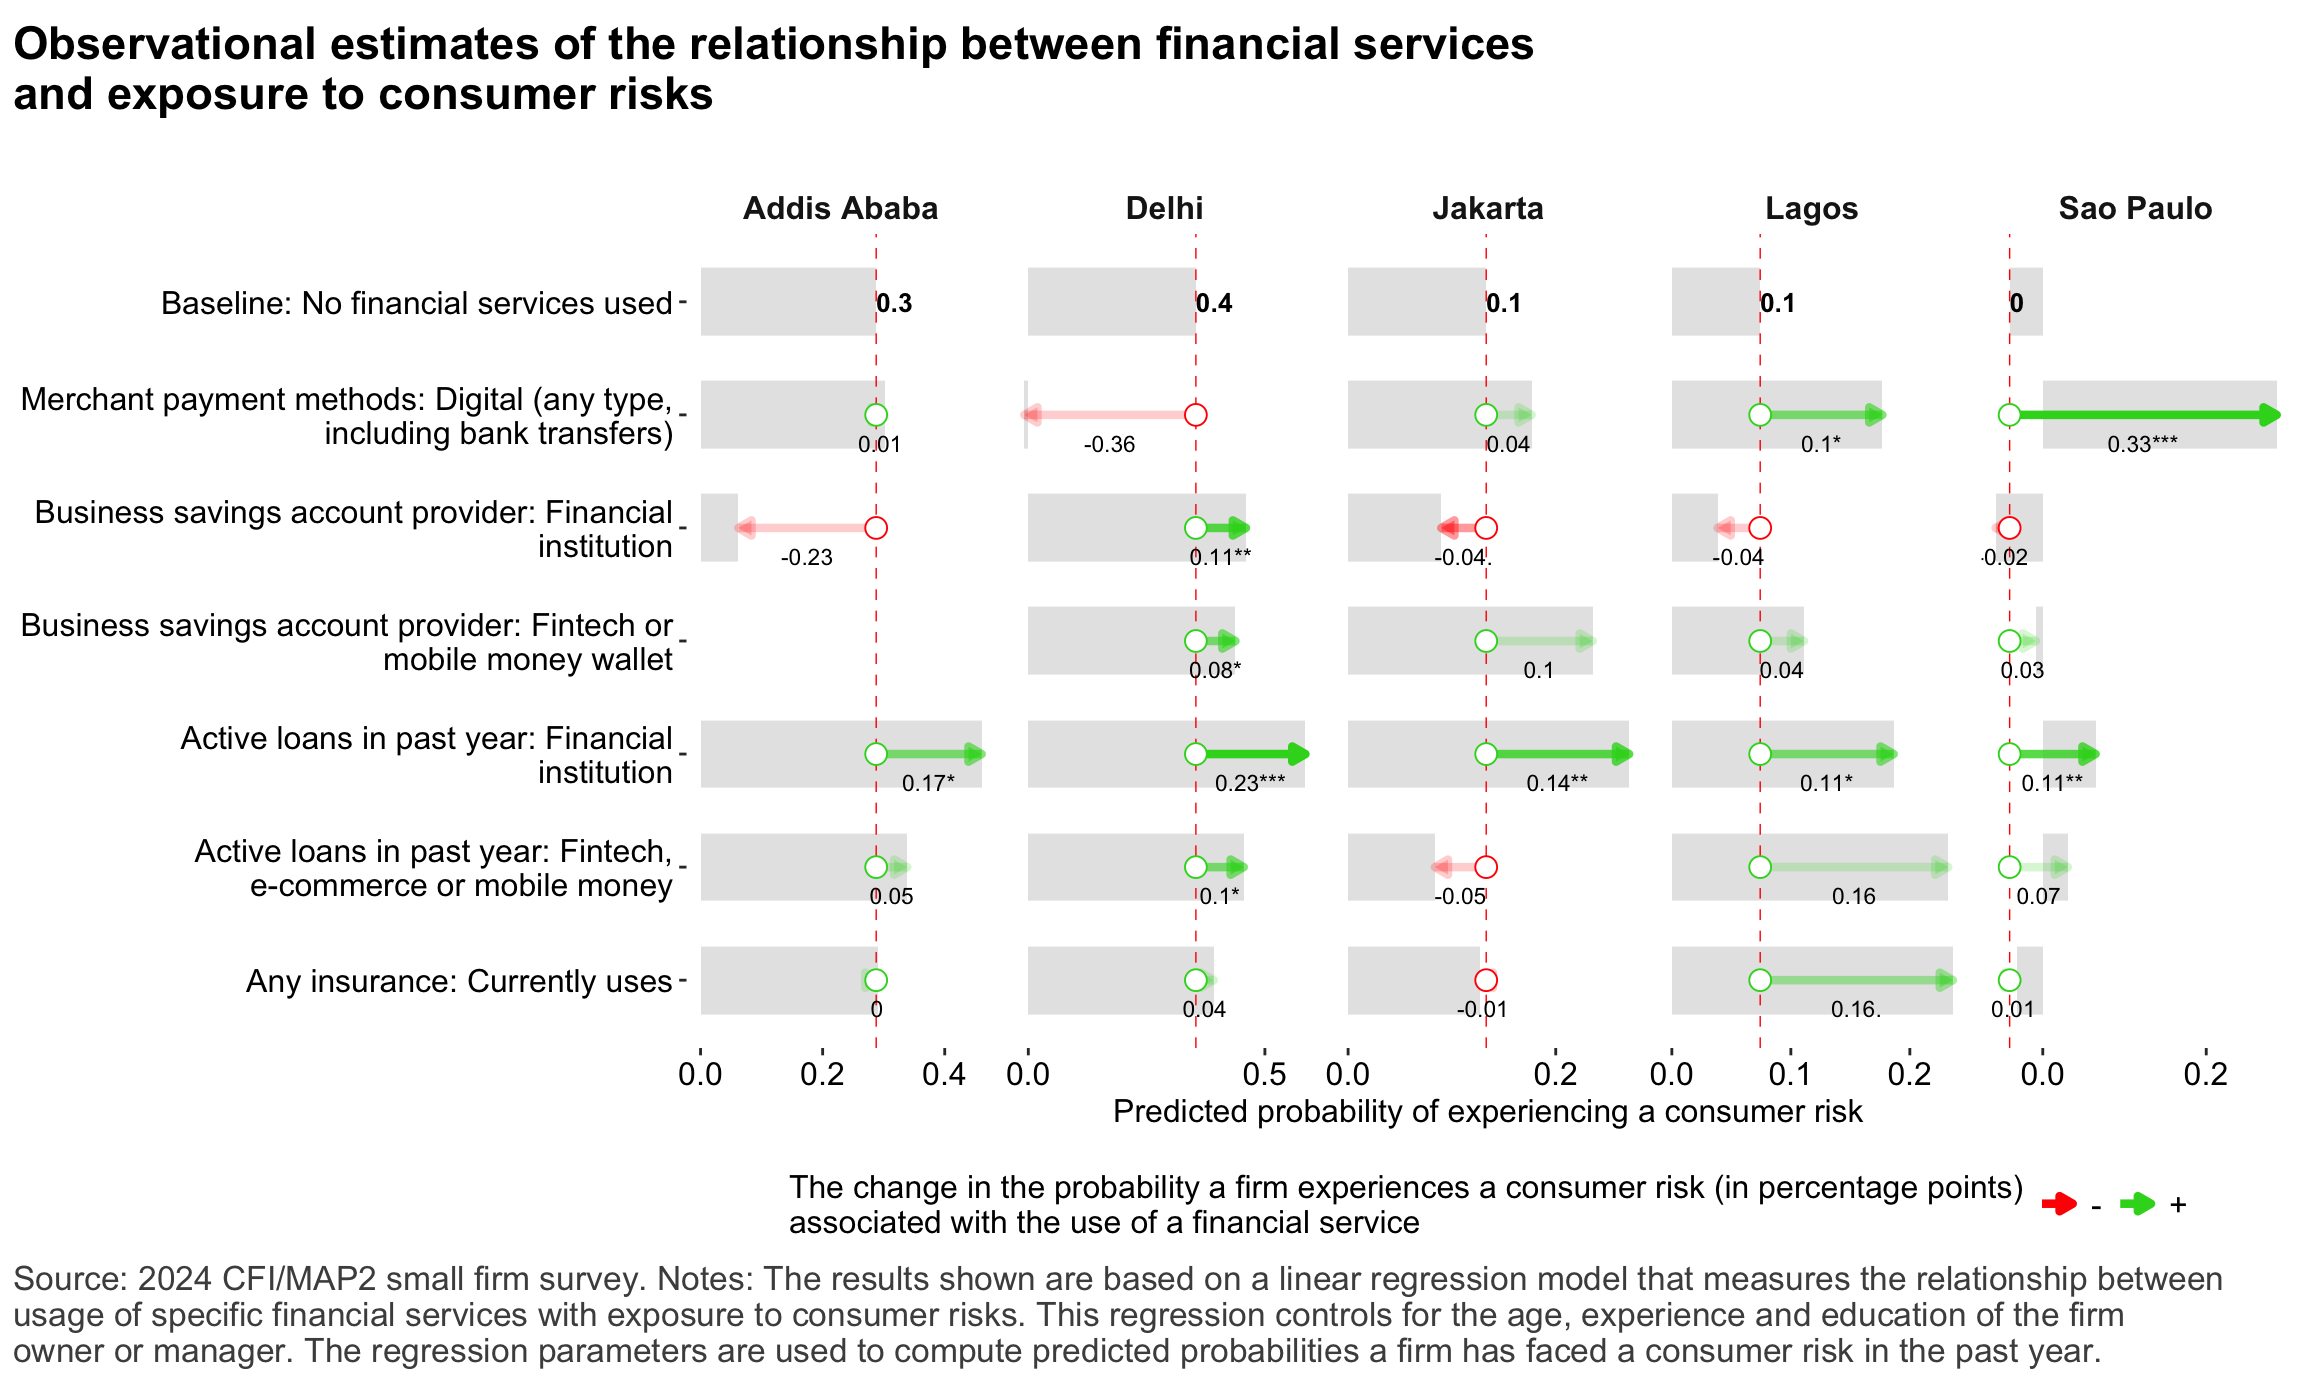 Observational estimates of the relationship between financial services
and exposure to consumer risks
Addis Ababa Delhi Jakarta Lagos Sao Paulo
Baseline: No financial services used 0.3 0.4 0.1 0.1 0
Merchant payment methods: Digital (any type,
including bank transfers)
0.01 -0.36 0.04 0.1* 0.33***
Business savings account provider: Financial
institution
-0.23 0.11** -0.04. -0.04 -0.02
Business savings account provider: Fintech or
mobile money wallet
0.08* 0.1 0.04 0.03
Active loans in past year: Financial
institution
0.17* 0.23*** 0.14** 0.11* 0.11**
Active loans in past year: Fintech,
e-commerce or mobile money
0.05 0.1* -0.05 0.16 0.07
Any insurance: Currently uses
0 0.04 -0.01 0.16. 0.01
0.0 0.2 0.4 0.0 0.5 0.0 0.2 0.0 0.1 0.2 0.0 0.2
Predicted probability of experiencing a consumer risk
The change in the probability a firm experiences a consumer risk (in percentage points)
associated with the use of a financial service
- +
Source: 2024 CFI/MAP2 small firm survey. Notes: The results shown are based on a linear regression model that measures the relationship between
usage of specific financial services with exposure to consumer risks. This regression controls for the age, experience and education of the firm
owner or manager. The regression parameters are used to compute predicted probabilities a firm has faced a consumer risk in the past year.